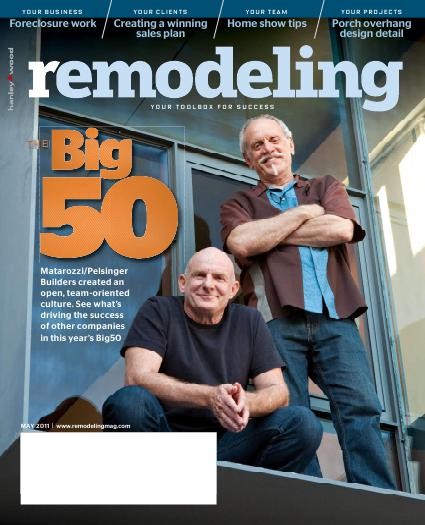 YOUR BUSINESS
Foreclosure work
YOUR CLIENTS
Creating a winning
sales plan
YOUR TEAM
Home show tips
YOUR PROJECTS
Porch overhang
design detail
hanley wood
remodeling
YOUR TOOLBOX FOR SUCCESS
THE Big
50
Matarozzi/Pelsinger
Builders created an
open, team-oriented
culture. See what's
driving the success
of other companies
in this year's Big50
MAY 2011 | www.remodelingmag.com